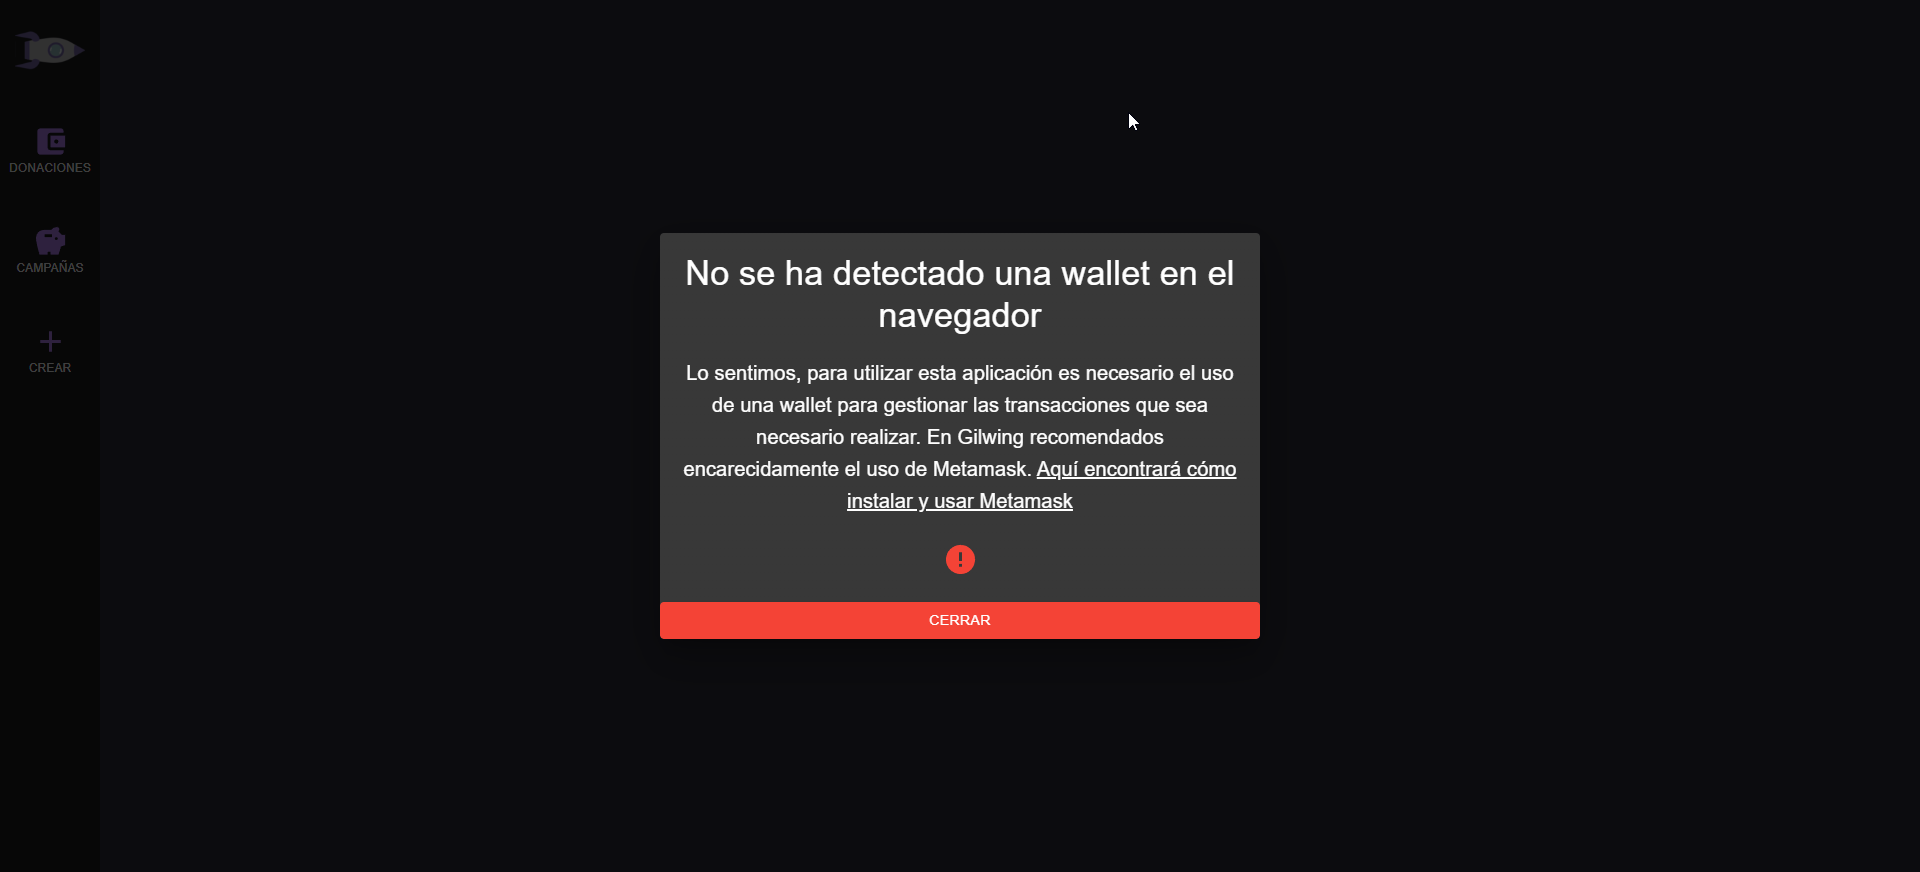 DONACIONES
CAMPAÑAS
CREAR
No se ha detectado una wallet en el
navegador
Lo sentimos, para utilizar esta aplicación es necesario el uso
de una wallet para gestionar las transacciones que sea
necesario realizar. En Gilwing recomendados
encarecidamente el uso de Metamask. Aquí encontrará cómo
instalar y usar Metamask
CERRAR